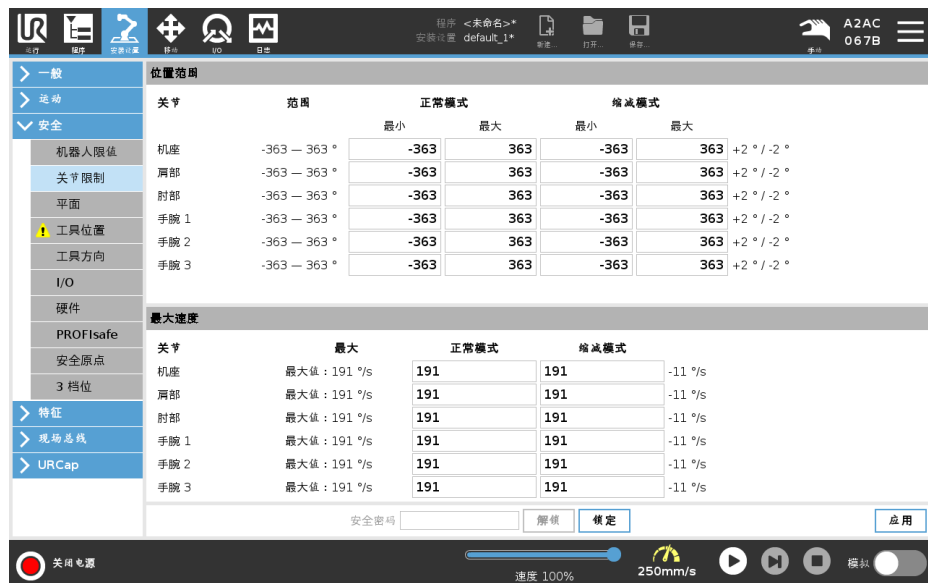 程序 <未命名>* A2AC
运行 程序 安装设置 移动 I/O 日志 安装设置 default_1* 新建... 打开... 保存... 手动 067B
一般
运动
安全
机器人限值
关节限制
平面
工具位置
工具方向
I/O
硬件
PROFIsafe
安全原点
3 档位
特征
现场总线
URCap
位置范围
关节 范围 正常模式 缩减模式
最小 最大 最小 最大
机座 -363 — 363 ° -363 363 -363 363 +2 ° / -2 °
肩部 -363 — 363 ° -363 363 -363 363 +2 ° / -2 °
肘部 -363 — 363 ° -363 363 -363 363 +2 ° / -2 °
手腕 1 -363 — 363 ° -363 363 -363 363 +2 ° / -2 °
手腕 2 -363 — 363 ° -363 363 -363 363 +2 ° / -2 °
手腕 3 -363 — 363 ° -363 363 -363 363 +2 ° / -2 °
最大速度
关节 最大 正常模式 缩减模式
机座 最大值：191 °/s 191 191 -11 °/s
肩部 最大值：191 °/s 191 191 -11 °/s
肘部 最大值：191 °/s 191 191 -11 °/s
手腕 1 最大值：191 °/s 191 191 -11 °/s
手腕 2 最大值：191 °/s 191 191 -11 °/s
手腕 3 最大值：191 °/s 191 191 -11 °/s
安全密码 解锁 锁定 应用
关闭电源 速度 100% 250mm/s 模拟